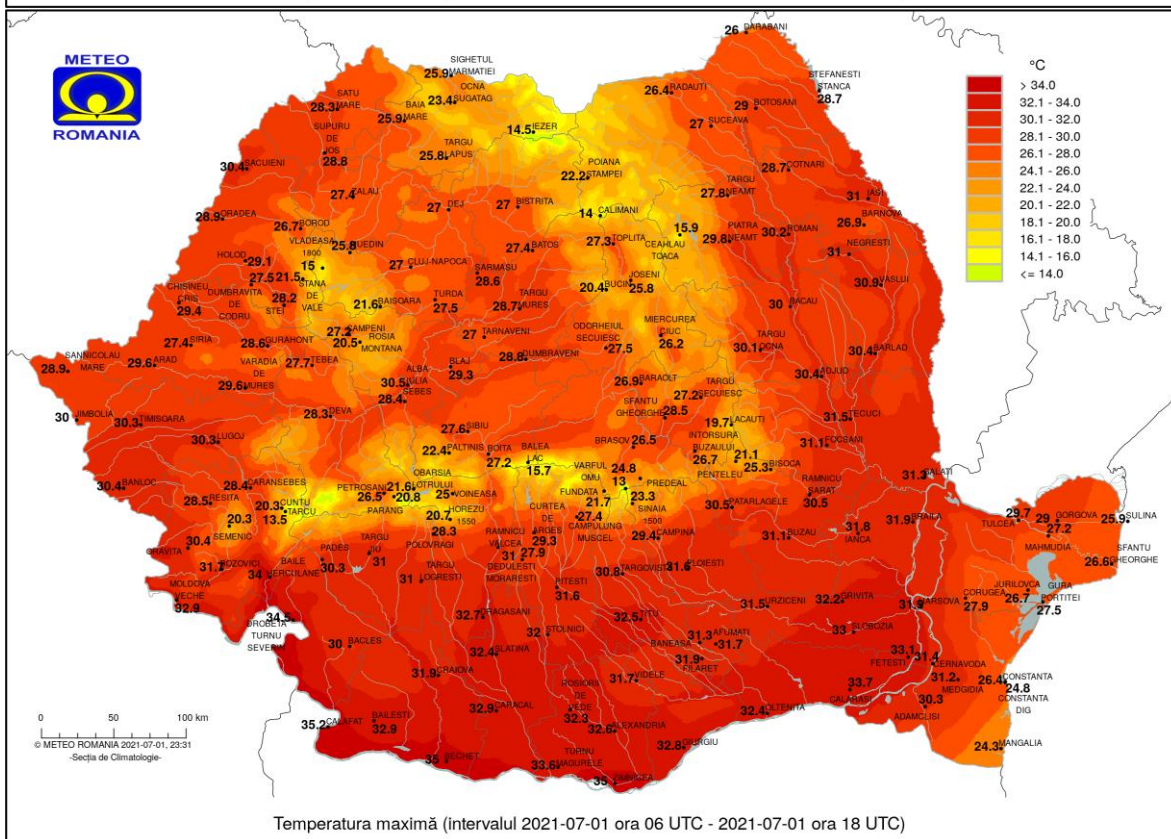 METEO
ROMANIA
°C
> 34.0
32.1 - 34.0
30.1 - 32.0
28.1 - 30.0
26.1 - 28.0
24.1 - 26.0
22.1 - 24.0
20.1 - 22.0
18.1 - 20.0
16.1 - 18.0
14.1 - 16.0
<= 14.0
26 DARABANI
25.9 SIGHETUL MARMATIEI
23.4 OCNA SUGATAG
26.4 RADAUTI
STEFANESTI STANCA 28.7
28.3 SATU MARE
25.9 BAIA MARE
29 BOTOSANI
27 SUCEAVA
14.5 IEZER
SUPURU DE JOS 28.8
25.8 TARGU LAPUS
30.4 SACUIENI
22.2 POIANA STAMPEI
28.7 COTNARI
27.4 ZALAU
27 DEJ
27 BISTRITA
27.8 TARGU NEAMT
31 IASI
28.9 ORADEA
26.7 BOROD
14 CALIMANI
15.9 CEAHLAU TOACA
29.8 PIATRA NEAMT
30.2 ROMAN
26.9 BARNOVA
VLADEASA 1800 15
25.8 HUEDIN
27.4 BATOS
27.3 TOPLITA
31 NEGRESTI
HOLOD 29.1
27 CLUJ-NAPOCA
SARMASU 28.6
27.5 DUMBRAVITA DE CODRU
21.5 STANA DE VALE
20.4 BUCIN
JOSENI 25.8
30.9 VASLUI
CHISINEU CRIS 29.4
28.2 STEI
21.6 BAISOARA
TURDA 27.5
28.7 TARGU MURES
30 BACAU
27.4 SIRIA
28.6 GURAHONT
27.2 CAMPENI
20.5 ROSIA MONTANA
27 TARNAVENI
ODORHEIUL SECUIESC 27.5
MIERCUREA CIUC 26.2
30.1 TARGU OCNA
30.4 BARLAD
28.9 SANNICOLAU MARE
29.6 ARAD
VARADIA DE MURES 29.6
27.7 TEBEA
BLAJ 29.3
28.8 DUMBRAVENI
30.5 ALBA IULIA
28.4 SEBES
26.9 BARAOLT
27.2 TARGU SECUIESC
30.4 ADJUD
30 JIMBOLIA
30.3 TIMISOARA
28.3 DEVA
SFANTU GHEORGHE 28.5
19.7 LACAUTI
31.5 TECUCI
30.3 LUGOJ
27.6 SIBIU
22.4 PALTINIS
BOITA 27.2
BALEA LAC 15.7
BRASOV 26.5
INTORSURA BUZAULUI 26.7
21.1 PENTELEU
25.3 BISOCA
31.1 FOCSANI
31.3 GALATI
30.4 BANLOC
28.4 CARANSEBES
28.5 RESITA
20.3 CUNTU
TARCU 13.5
20.3 SEMENIC
PETROSANI 26.5
20.8 PARANG
21.6 OBARSIA LOTRULUI
25 VOINEASA
20.7 HOREZU 1550
28.3 POLOVRAGI
VARFUL OMU 13
24.8 PREDEAL
FUNDATA 21.7
23.3 SINAIA 1500
27.4 CAMPULUNG MUSCEL
CURTEA DE ARGES 29.3
30.5 PATARLAGELE
RAMNICU SARAT 30.5
31.8 IANCA
31.9 BRAILA
29.7 TULCEA
29 GORGOVA
27.2 MAHMUDIA
25.9 SULINA
30.4 ORAVITA
31.7 BOZOVICI
34 BAILE HERCULANE
PADES 30.3
TARGU JIU 31
RAMNICU VALCEA 31
27.9 DEDULESTI MORARESTI
29.4 CAMPINA
31.1 BUZAU
26.6 SFANTU GHEORGHE
MOLDOVA VECHE 32.9
31 TARGU LOGRESTI
PITESTI 31.6
30.8 TARGOVISTE
31.6 PLOIESTI
31.5 URZICENI
32.2 GRIVITA
31.9 HARSOVA
CORUGEA 27.9
JURILOVCA 26.7
GURA PORTITEI 27.5
34.5 DROBETA TURNU SEVERIN
32.7 DRAGASANI
32 STOLNICI
32.5 TITU
33 SLOBOZIA
30 BACLES
32.4 SLATINA
BANEASA 31.3
AFUMATI 31.7
31.9 FILARET
33.1 FETESTI
31.4 CERNAVODA
31.9 CRAIOVA
ROSIORII DE VEDE 32.3
31.7 VIDELE
33.7 CALARASI
31.2 MEDGIDIA
26.4 CONSTANTA
24.8 CONSTANTA DIG
30.3 ADAMCLISI
35.2 CALAFAT
BAILESTI 32.9
32.9 CARACAL
32.6 ALEXANDRIA
32.4 OLTENITA
32.8 GIURGIU
24.3 MANGALIA
35 BECHET
33.6 TURNU MAGURELE
35 ZIMNICEA
0 50 100 km
© METEO ROMANIA 2021-07-01, 23:31
-Secția de Climatologie-
Temperatura maximă (intervalul 2021-07-01 ora 06 UTC - 2021-07-01 ora 18 UTC)